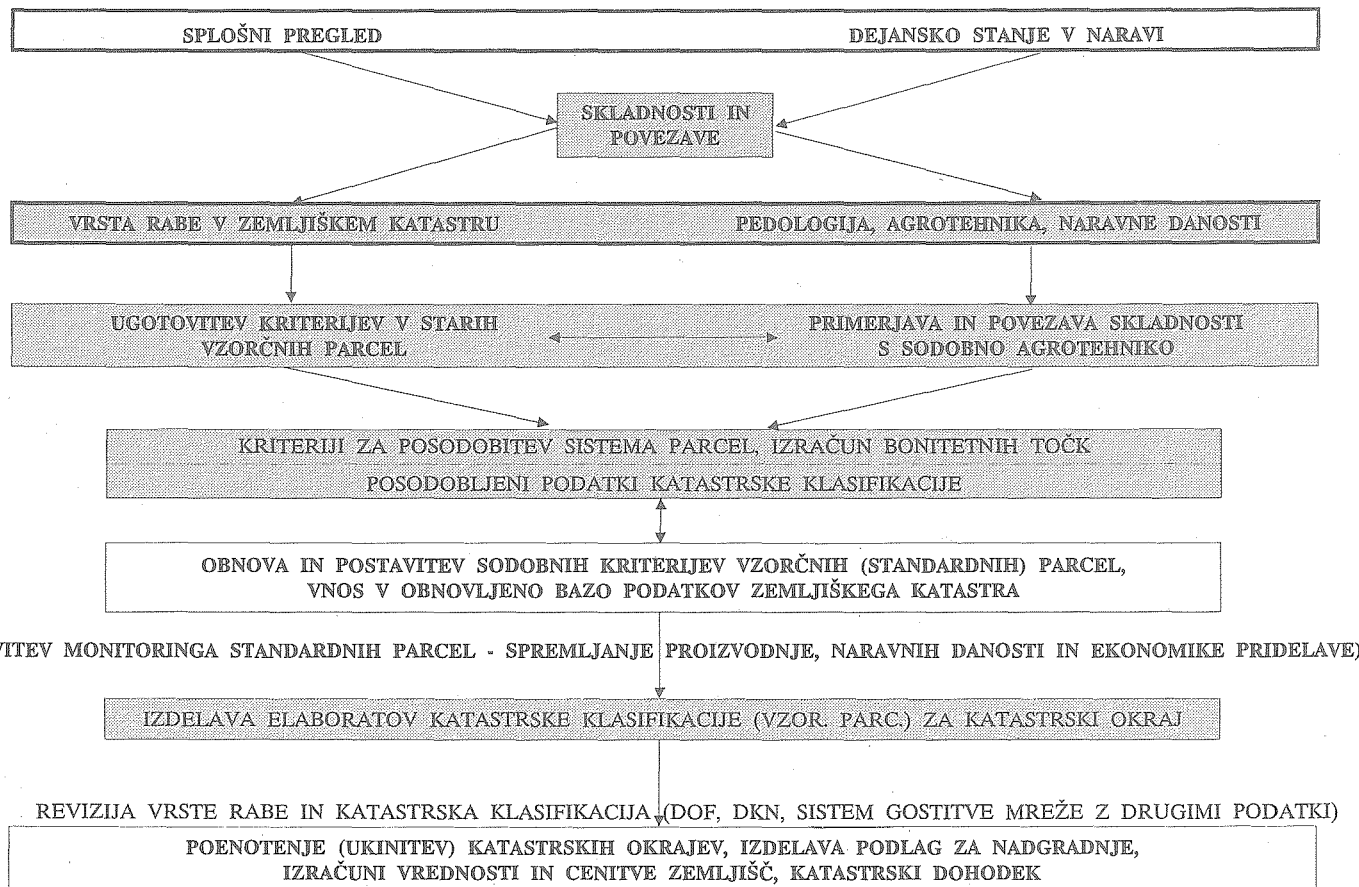 SPLOŠNI PREGLED
DEJANSKO STANJE V NARAVI
SKLADNOSTI IN
POVEZAVE
VRSTA RABE V ZEMLJIŠKEM KATASTRU
PEDOLOGIJA, AGROTEHNIKA, NARAVNE DANOSTI
UGOTOVITEV KRITERIJEV V STARIH
VZORČNIH PARCEL
PRIMERJAVA IN POVEZAVA SKLADNOSTI
S SODOBNO AGROTEHNIKO
KRITERIJI ZA POSODOBITEV SISTEMA PARCEL, IZRAČUN BONITETNIH TOČK
POSODOBLJENI PODATKI KATASTRSKE KLASIFIKACIJE
OBNOVA IN POSTAVITEV SODOBNIH KRITERIJEV VZORČNIH (STANDARDNIH) PARCEL,
VNOS V OBNOVLJENO BAZO PODATKOV ZEMLJIŠKEGA KATASTRA
VITEV MONITORINGA STANDARDNIH PARCEL - SPREMLJANJE PROIZVODNJE, NARAVNIH DANOSTI IN EKONOMIKE PRIDELAVE)
IZDELAVA ELABORATOV KATASTRSKE KLASIFIKACIJE (VZOR. PARC.) ZA KATASTRSKI OKRAJ
REVIZIJA VRSTE RABE IN KATASTRSKA KLASIFIKACIJA (DOF, DKN, SISTEM GOSTITVE MREŽE Z DRUGIMI PODATKI)
POENOTENJE (UKINITEV) KATASTRSKIH OKRAJEV, IZDELAVA PODLAG ZA NADGRADNJE,
IZRAČUNI VREDNOSTI IN CENITVE ZEMLJIŠČ, KATASTRSKI DOHODEK